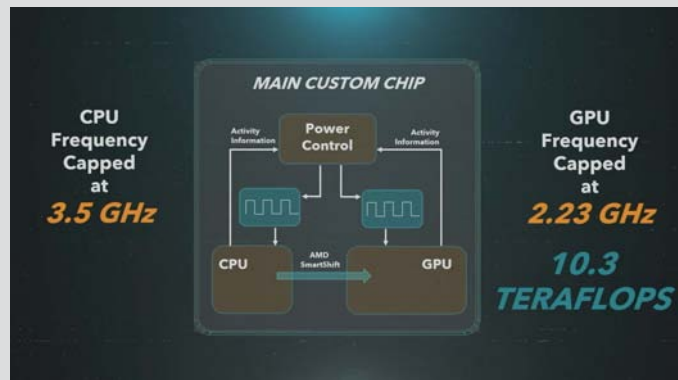 MAIN CUSTOM CHIP
CPU
Frequency
Capped
at
3.5 GHz
Activity
Information
Power
Control
Activity
Information
CPU
AMD
SmartShift
GPU
GPU
Frequency
Capped
at
2.23 GHz
10.3
TERAFLOPS